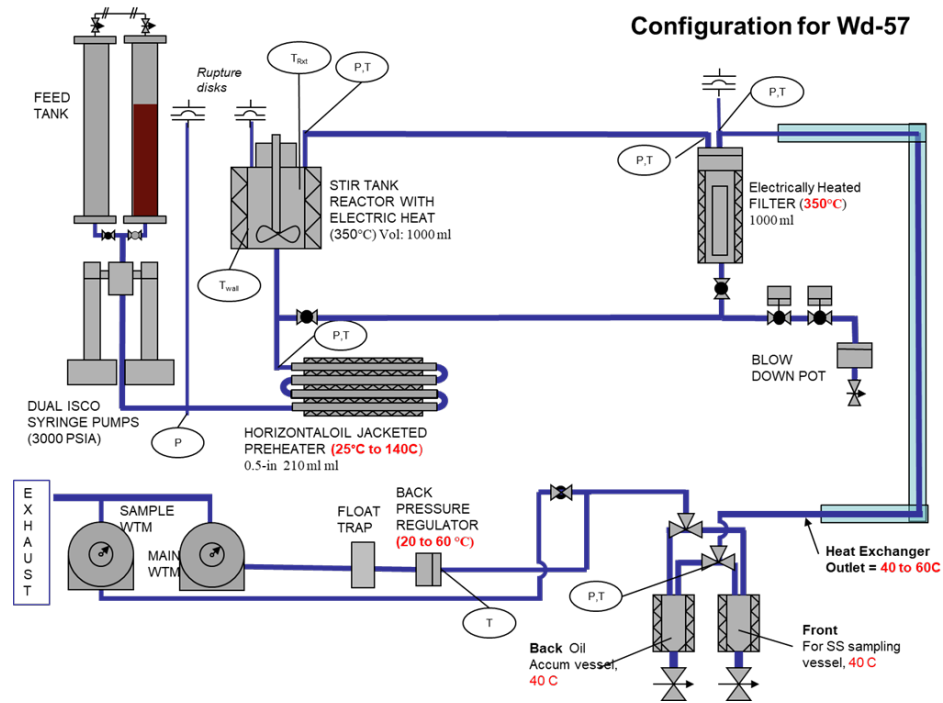 Configuration for Wd-57
FEED
TANK
Rupture
disks
T_Rxt
P,T
P,T
P,T
STIR TANK
REACTOR WITH
ELECTRIC HEAT
(350°C) Vol: 1000 ml
Electrically Heated
FILTER (350°C)
1000 ml
T_wall
P,T
BLOW
DOWN POT
DUAL ISCO
SYRINGE PUMPS
(3000 PSIA)
P
HORIZONTALOIL JACKETED
PREHEATER (25°C to 140C)
0.5-in 210 ml ml
EXHAUST
SAMPLE
WTM
MAIN
WTM
FLOAT
TRAP
BACK
PRESSURE
REGULATOR
(20 to 60 °C)
T
P,T
Heat Exchanger
Outlet = 40 to 60C
Back Oil
Accum vessel,
40 C
Front
For SS sampling
vessel, 40 C